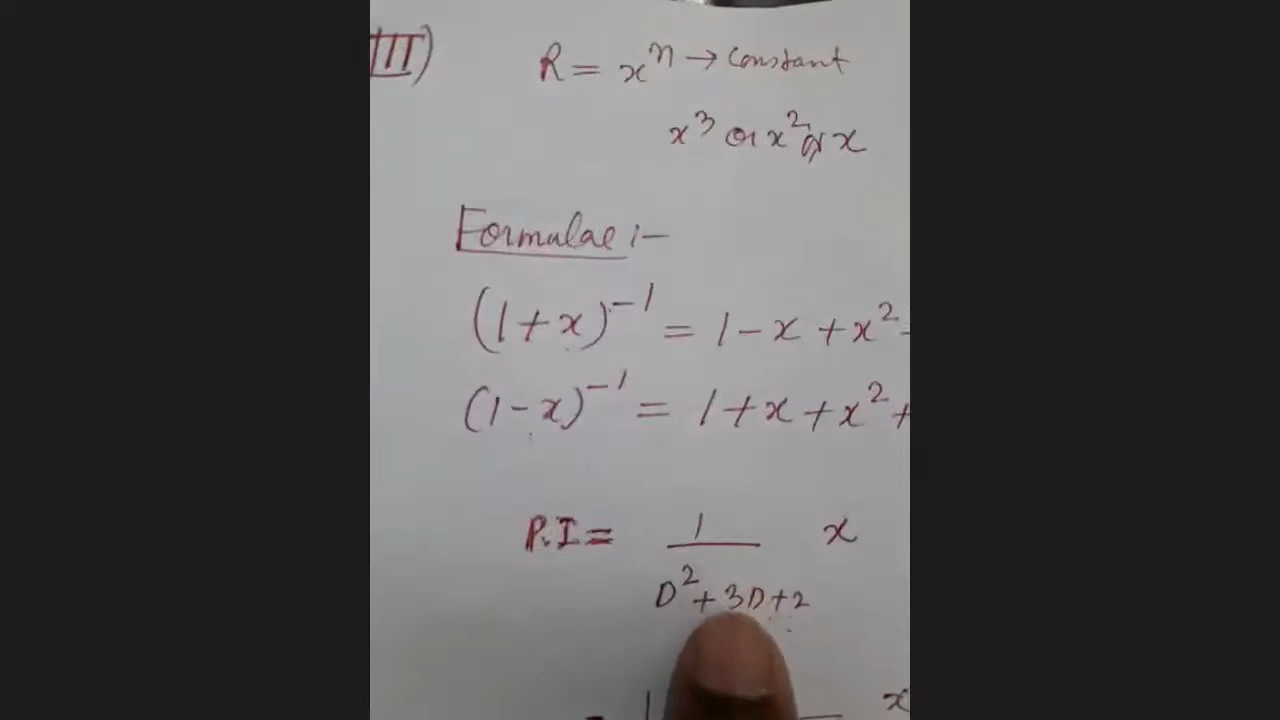 III)
R = xⁿ → Constant
x³ or x² or x
Formulae :-
(1+x)⁻¹ = 1 - x + x² -
(1-x)⁻¹ = 1 + x + x² +
P.I = 1/(D² + 3D + 2) x
= 1 x